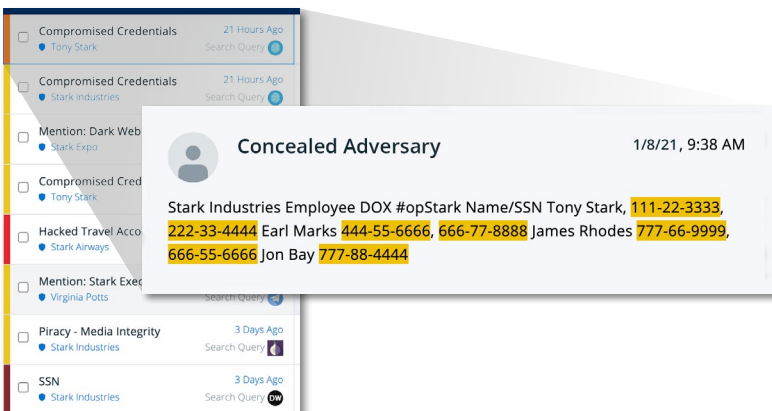 Compromised Credentials 21 Hours Ago
Tony Stark Search Query
Compromised Credentials 21 Hours Ago
Stark Industries Search Query
Mention: Dark Web
Stark Expo
Compromised Cred
Tony Stark
Hacked Travel Acco
Stark Airways
Mention: Stark Exec
Virginia Potts Search Query
Piracy - Media Integrity 3 Days Ago
Stark Industries Search Query
SSN 3 Days Ago
Stark Industries Search Query DW
Concealed Adversary 1/8/21, 9:38 AM
Stark Industries Employee DOX #opStark Name/SSN Tony Stark, 111-22-3333,
222-33-4444 Earl Marks 444-55-6666, 666-77-8888 James Rhodes 777-66-9999,
666-55-6666 Jon Bay 777-88-4444